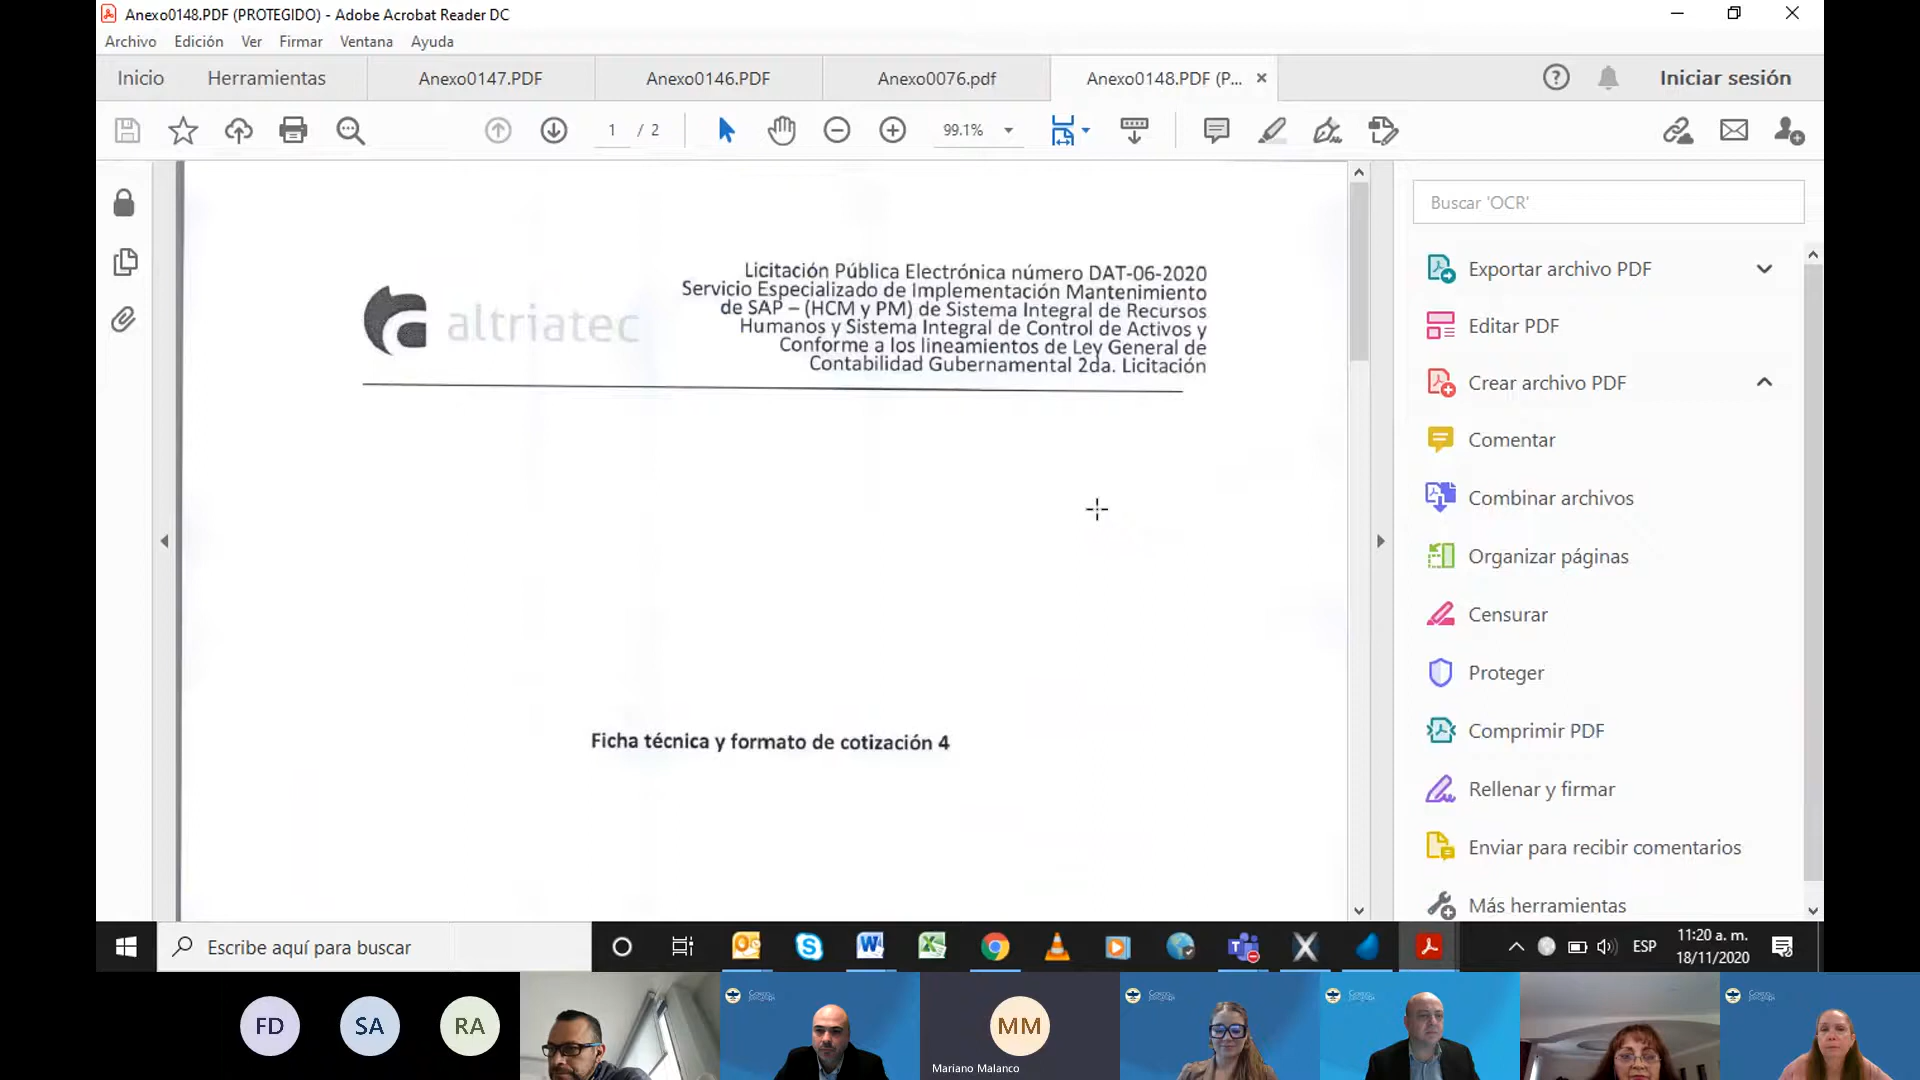 Anexo0148.PDF (PROTEGIDO) - Adobe Acrobat Reader DC
Archivo Edición Ver Firmar Ventana Ayuda
Inicio Herramientas Anexo0147.PDF Anexo0146.PDF Anexo0076.pdf Anexo0148.PDF (P... Iniciar sesión
1 / 2 99.1%
Buscar 'OCR'
altriatec
Licitación Pública Electrónica número DAT-06-2020
Servicio Especializado de Implementación Mantenimiento
de SAP – (HCM y PM) de Sistema Integral de Recursos
Humanos y Sistema Integral de Control de Activos y
Conforme a los lineamientos de Ley General de
Contabilidad Gubernamental 2da. Licitación
Ficha técnica y formato de cotización 4
Exportar archivo PDF
Editar PDF
Crear archivo PDF
Comentar
Combinar archivos
Organizar páginas
Censurar
Proteger
Comprimir PDF
Rellenar y firmar
Enviar para recibir comentarios
Más herramientas
Escribe aquí para buscar
ESP
11:20 a. m.
18/11/2020
FD SA RA MM
Mariano Malanco